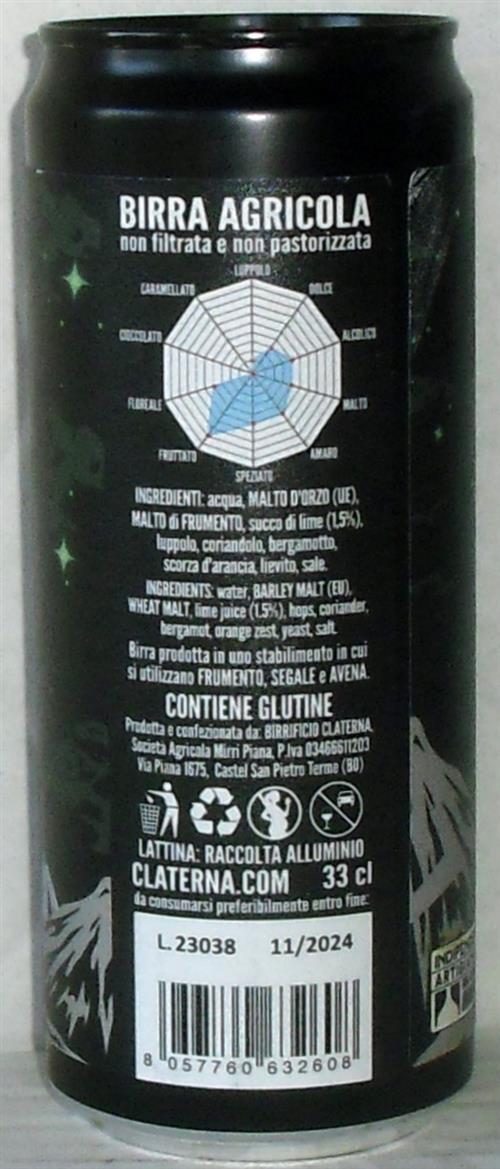 BIRRA AGRICOLA
non filtrata e non pastorizzata
LUPPOLO
CARAMELLATO DOLCE
CIOCCOLATO ALCOLICO
FLOREALE MALTO
FRUTTATO AMARO
SPEZIATO
INGREDIENTI: acqua, MALTO D'ORZO (UE),
MALTO di FRUMENTO, succo di lime (1,5%),
luppolo, coriandolo, bergamotto,
scorza d'arancia, lievito, sale.
INGREDIENTS: water, BARLEY MALT (EU),
WHEAT MALT, lime juice (1.5%), hops, coriander,
bergamot, orange zest, yeast, salt.
Birra prodotta in uno stabilimento in cui
si utilizzano FRUMENTO, SEGALE e AVENA.
CONTIENE GLUTINE
Prodotta e confezionata da: BIRRIFICIO CLATERNA,
Società Agricola Mirri Piana, P.Iva 03466611203
Via Piana 1675, Castel San Pietro Terme (BO)
LATTINA: RACCOLTA ALLUMINIO
CLATERNA.COM 33 cl
da consumarsi preferibilmente entro fine:
L.23038 11/2024
8 057760 632608